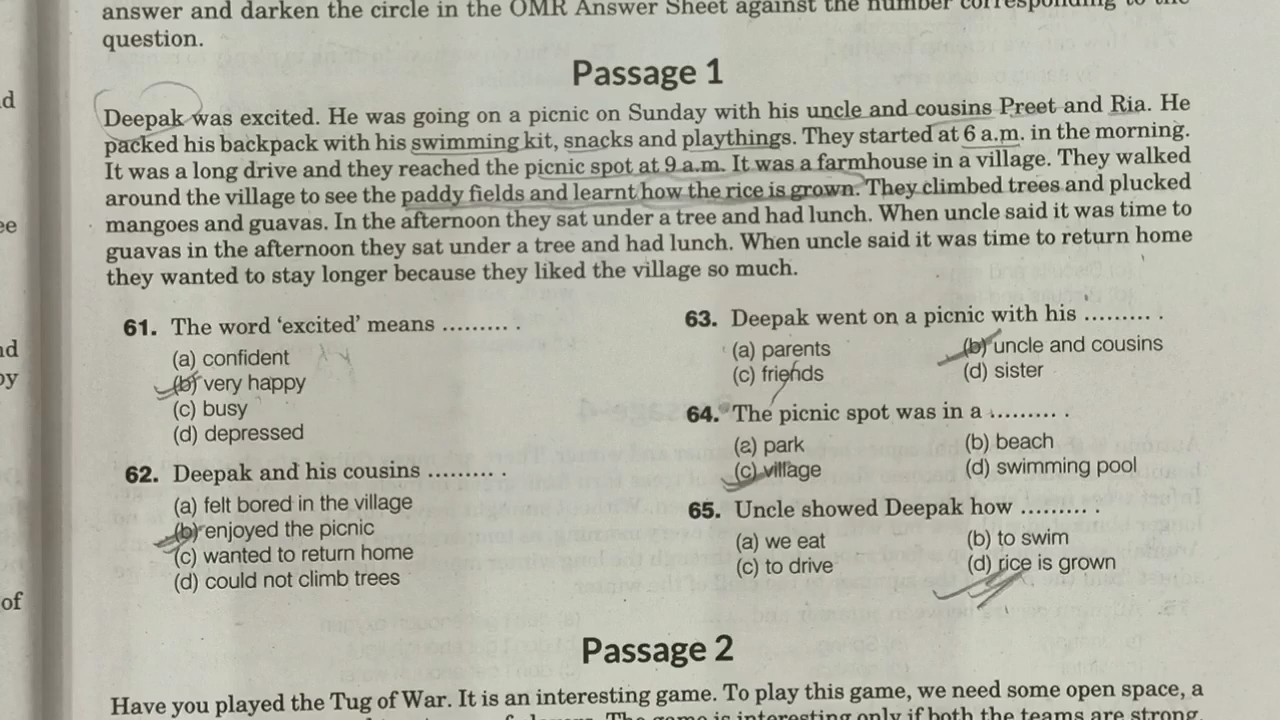 answer and darken the circle in the OMR Answer Sheet against the number corresponding to the
question.
Passage 1
Deepak was excited. He was going on a picnic on Sunday with his uncle and cousins Preet and Ria. He
packed his backpack with his swimming kit, snacks and playthings. They started at 6 a.m. in the morning.
It was a long drive and they reached the picnic spot at 9 a.m. It was a farmhouse in a village. They walked
around the village to see the paddy fields and learnt how the rice is grown. They climbed trees and plucked
mangoes and guavas. In the afternoon they sat under a tree and had lunch. When uncle said it was time to
guavas in the afternoon they sat under a tree and had lunch. When uncle said it was time to return home
they wanted to stay longer because they liked the village so much.
61. The word ‘excited’ means ......... .
(a) confident
(b) very happy
(c) busy
(d) depressed
62. Deepak and his cousins ......... .
(a) felt bored in the village
(b) enjoyed the picnic
(c) wanted to return home
(d) could not climb trees
63. Deepak went on a picnic with his ......... .
(a) parents (b) uncle and cousins
(c) friends (d) sister
64. The picnic spot was in a ......... .
(a) park (b) beach
(c) village (d) swimming pool
65. Uncle showed Deepak how ......... .
(a) we eat (b) to swim
(c) to drive (d) rice is grown
Passage 2
Have you played the Tug of War. It is an interesting game. To play this game, we need some open space, a
The game is interesting only if both the teams are strong.